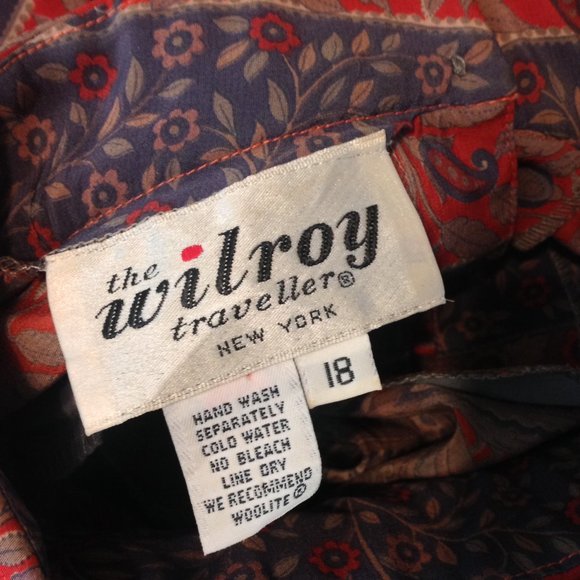 the
wilroy
traveller®
NEW YORK
18
HAND WASH
SEPARATELY
COLD WATER
NO BLEACH
LINE DRY
WE RECOMMEND
WOOLITE®